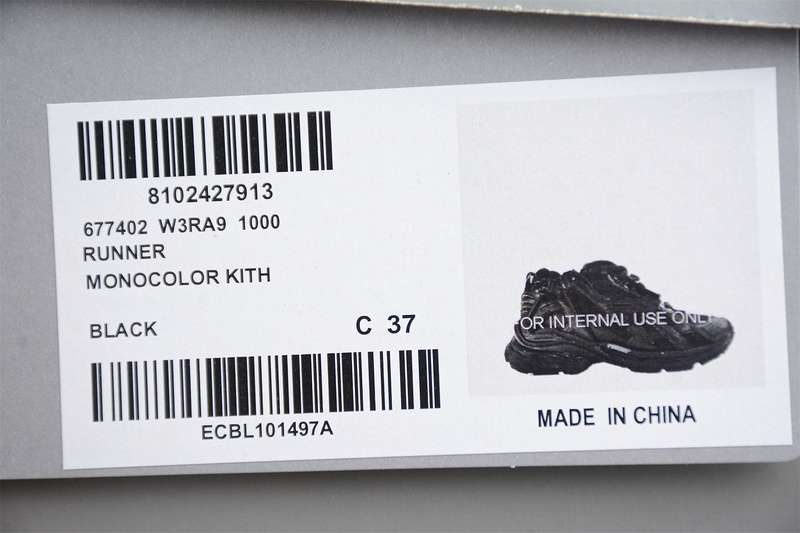 8102427913
677402 W3RA9 1000
RUNNER
MONOCOLOR KITH
BLACK
C 37
ECBL101497A
OR INTERNAL USE ONL
MADE IN CHINA